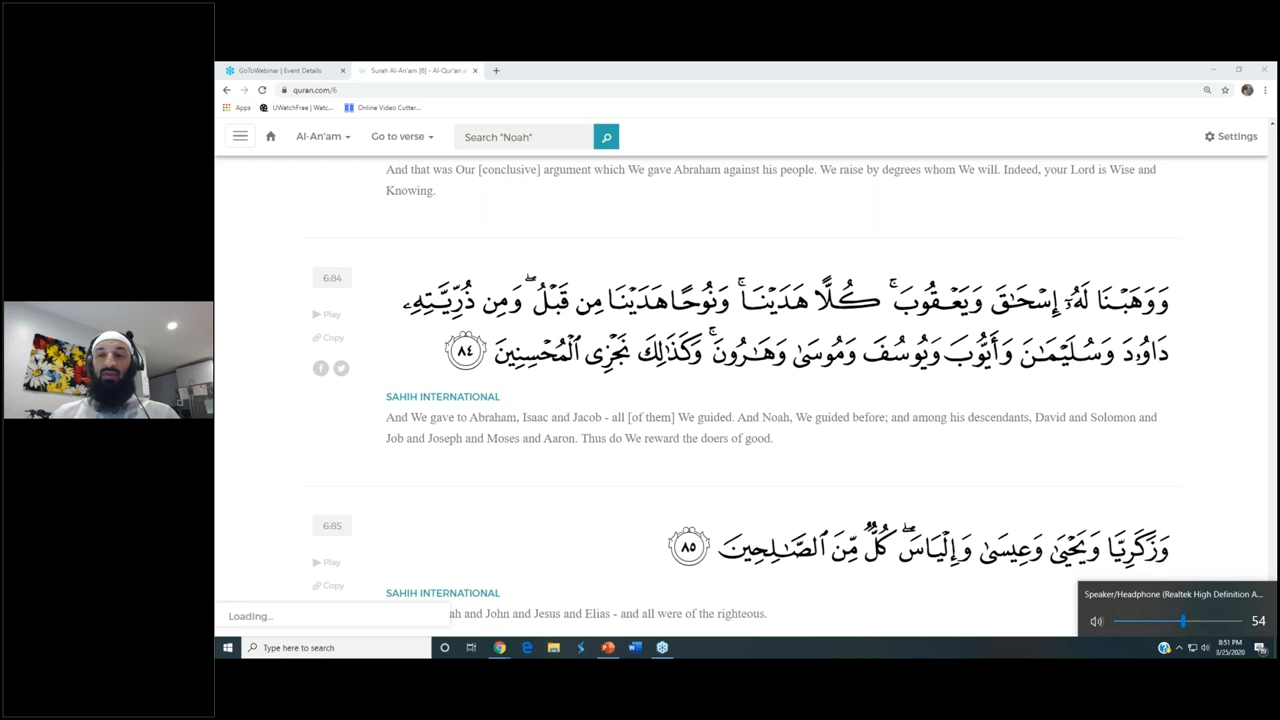 GoToWebinar | Event Details
Surah Al-An'am [6] - Al-Qur'an a
quran.com/6
Apps
UWatchFree | Watc...
Online Video Cutter...
Al-An'am
Go to verse
Search "Noah"
Settings
And that was Our [conclusive] argument which We gave Abraham against his people. We raise by degrees whom We will. Indeed, your Lord is Wise and
Knowing.
6:84
Play
Copy
وَوَهَبْنَا لَهُۥٓ إِسْحَٰقَ وَيَعْقُوبَ ۚ كُلًّا هَدَيْنَا ۚ وَنُوحًا هَدَيْنَا مِن قَبْلُ ۖ وَمِن ذُرِّيَّتِهِۦ
دَاوُۥدَ وَسُلَيْمَٰنَ وَأَيُّوبَ وَيُوسُفَ وَمُوسَىٰ وَهَٰرُونَ ۚ وَكَذَٰلِكَ نَجْزِى ٱلْمُحْسِنِينَ ٨٤
SAHIH INTERNATIONAL
And We gave to Abraham, Isaac and Jacob - all [of them] We guided. And Noah, We guided before; and among his descendants, David and Solomon and
Job and Joseph and Moses and Aaron. Thus do We reward the doers of good.
6:85
Play
Copy
وَزَكَرِيَّا وَيَحْيَىٰ وَعِيسَىٰ وَإِلْيَاسَ ۖ كُلٌّ مِّنَ ٱلصَّٰلِحِينَ ٨٥
SAHIH INTERNATIONAL
ah and John and Jesus and Elias - and all were of the righteous.
Loading...
Speaker/Headphone (Realtek High Definition A...
54
Type here to search
8:51 PM
3/25/2020